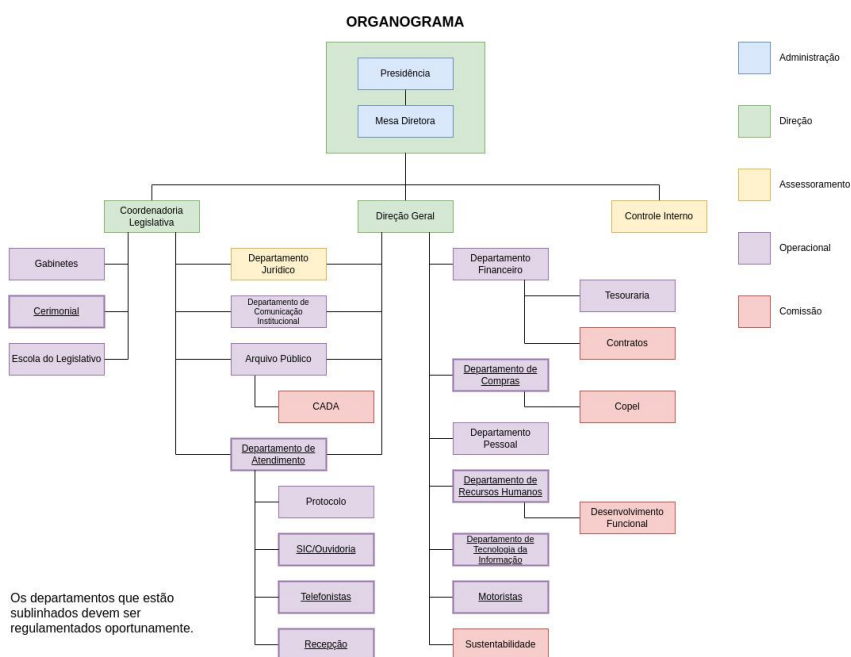 ORGANOGRAMA
Presidência
Mesa Diretora
Administração
Direção
Assessoramento
Operacional
Comissão
Coordenadoria
Legislativa
Direção Geral
Controle Interno
Gabinetes
Cerimonial
Escola do Legislativo
Departamento
Jurídico
Departamento de
Comunicação
Institucional
Arquivo Público
CADA
Departamento de
Atendimento
Protocolo
SIC/Ouvidoria
Telefonistas
Recepção
Departamento
Financeiro
Tesouraria
Contratos
Departamento de
Compras
Copel
Departamento
Pessoal
Departamento de
Recursos Humanos
Desenvolvimento
Funcional
Departamento de
Tecnologia da
Informação
Motoristas
Sustentabilidade
Os departamentos que estão
sublinhados devem ser
regulamentados oportunamente.